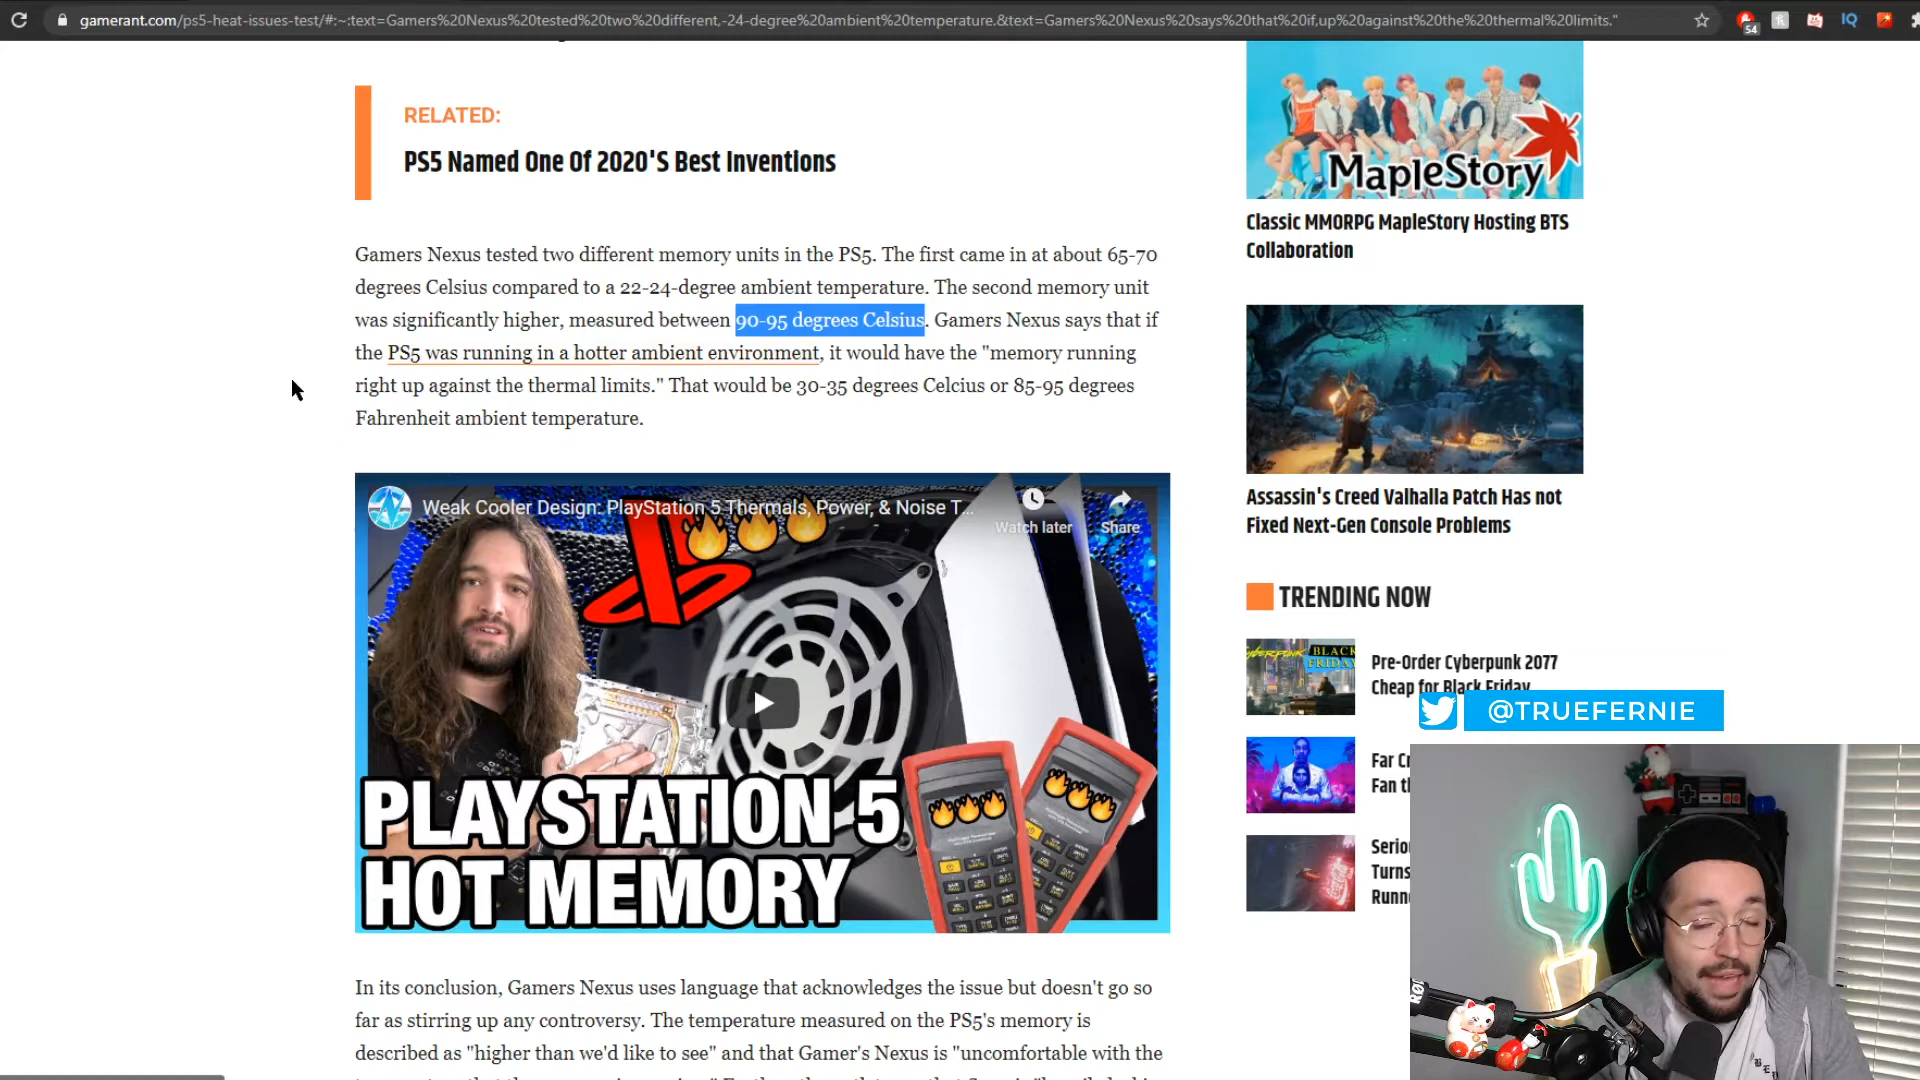 gamerant.com/ps5-heat-issues-test/#:~:text=Gamers%20Nexus%20tested%20two%20different,-24-degree%20ambient%20temperature.&text=Gamers%20Nexus%20says%20that%20if,up%20against%20the%20thermal%20limits."
54
IQ
RELATED:
PS5 Named One Of 2020'S Best Inventions
Gamers Nexus tested two different memory units in the PS5. The first came in at about 65-70
degrees Celsius compared to a 22-24-degree ambient temperature. The second memory unit
was significantly higher, measured between 90-95 degrees Celsius. Gamers Nexus says that if
the PS5 was running in a hotter ambient environment, it would have the "memory running
right up against the thermal limits." That would be 30-35 degrees Celcius or 85-95 degrees
Fahrenheit ambient temperature.
Weak Cooler Design: PlayStation 5 Thermals, Power, & Noise T...
Watch later
Share
PLAYSTATION 5
HOT MEMORY
In its conclusion, Gamers Nexus uses language that acknowledges the issue but doesn't go so
far as stirring up any controversy. The temperature measured on the PS5's memory is
described as "higher than we'd like to see" and that Gamer's Nexus is "uncomfortable with the
MapleStory
Classic MMORPG MapleStory Hosting BTS
Collaboration
Assassin's Creed Valhalla Patch Has not
Fixed Next-Gen Console Problems
TRENDING NOW
BLACK
FRIDAY
Pre-Order Cyberpunk 2077
Cheap for Black Friday
@TRUEFERNIE
Far C
Fan th
Serio
Turns
Runn